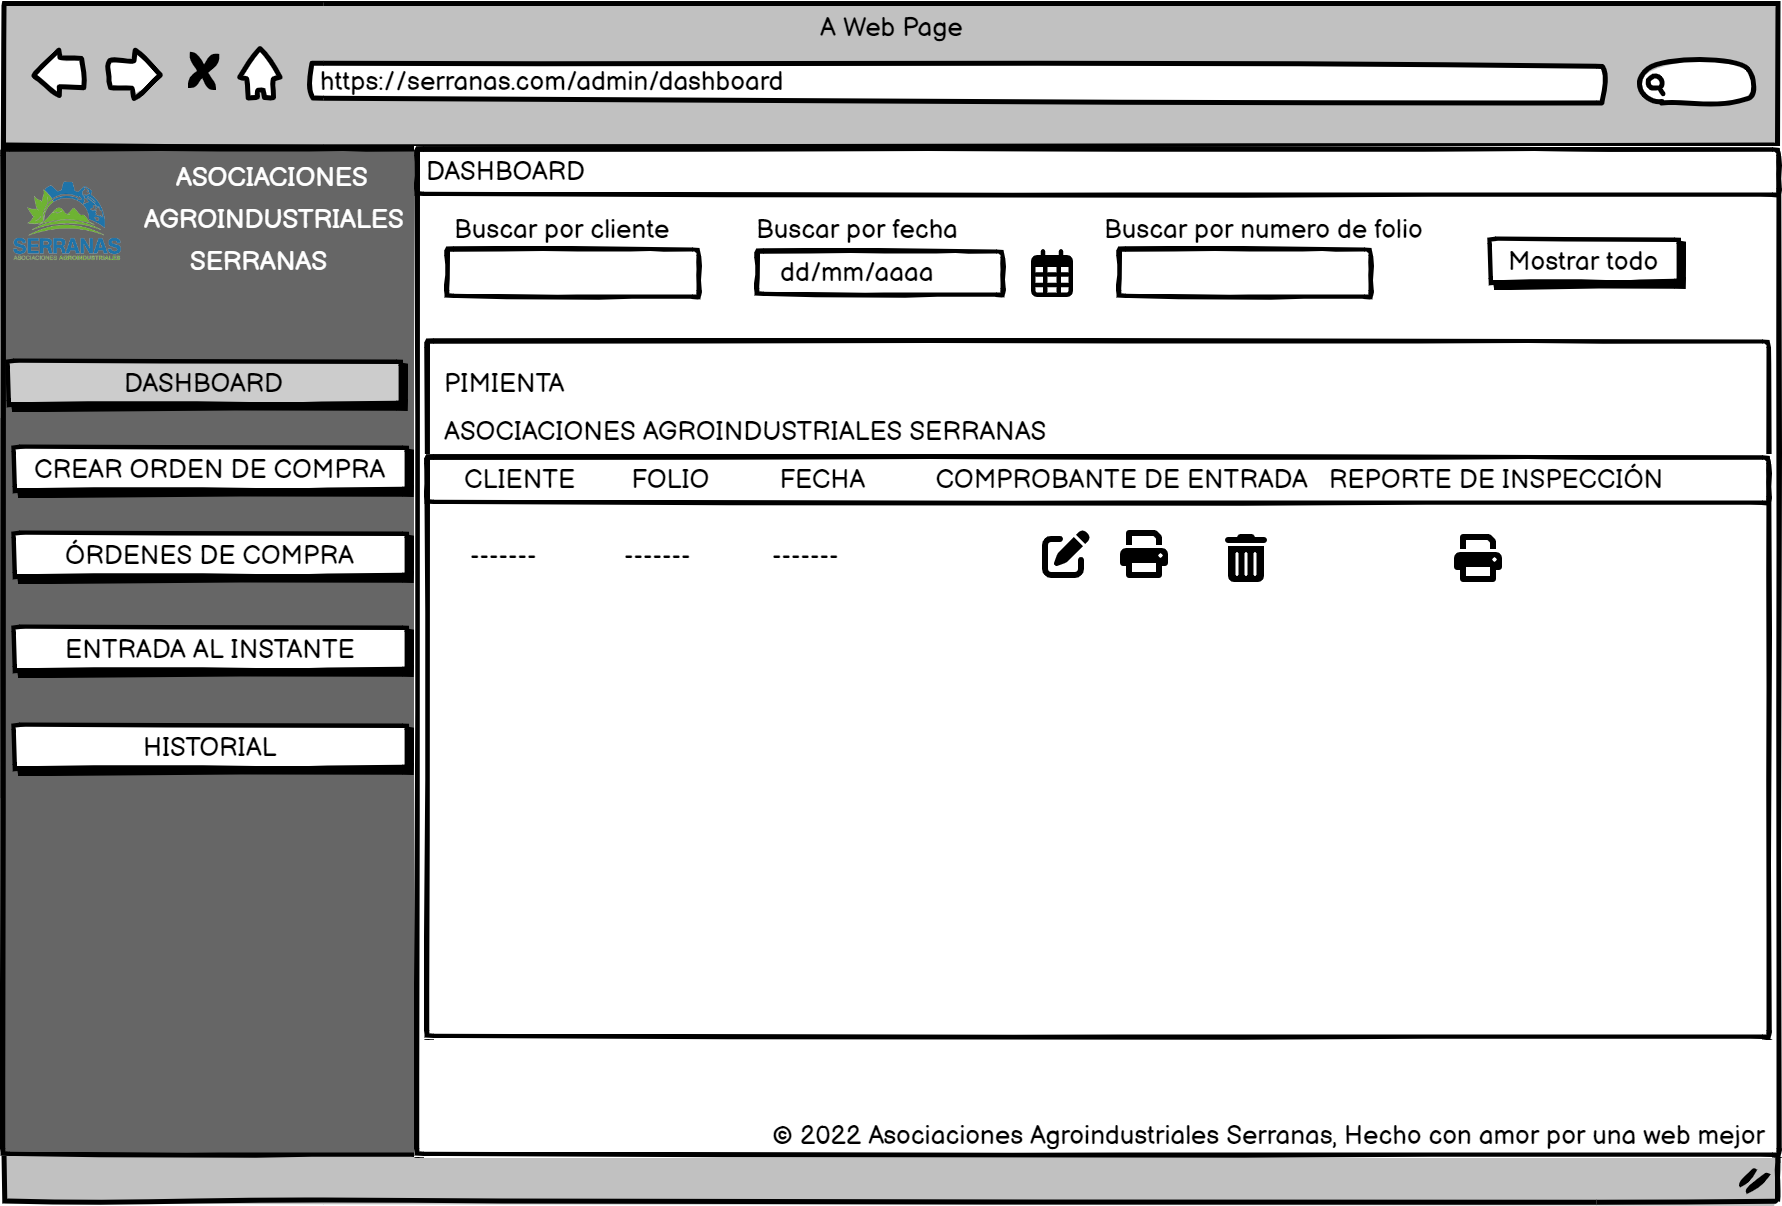 A Web Page
https://serranas.com/admin/dashboard
SERRANAS
ASOCIACIONES AGROINDUSTRIALES
ASOCIACIONES
AGROINDUSTRIALES
SERRANAS
DASHBOARD
CREAR ORDEN DE COMPRA
ÓRDENES DE COMPRA
ENTRADA AL INSTANTE
HISTORIAL
DASHBOARD
Buscar por cliente
Buscar por fecha
dd/mm/aaaa
Buscar por numero de folio
Mostrar todo
PIMIENTA
ASOCIACIONES AGROINDUSTRIALES SERRANAS
CLIENTE FOLIO FECHA COMPROBANTE DE ENTRADA REPORTE DE INSPECCIÓN
------- ------- -------
© 2022 Asociaciones Agroindustriales Serranas, Hecho con amor por una web mejor